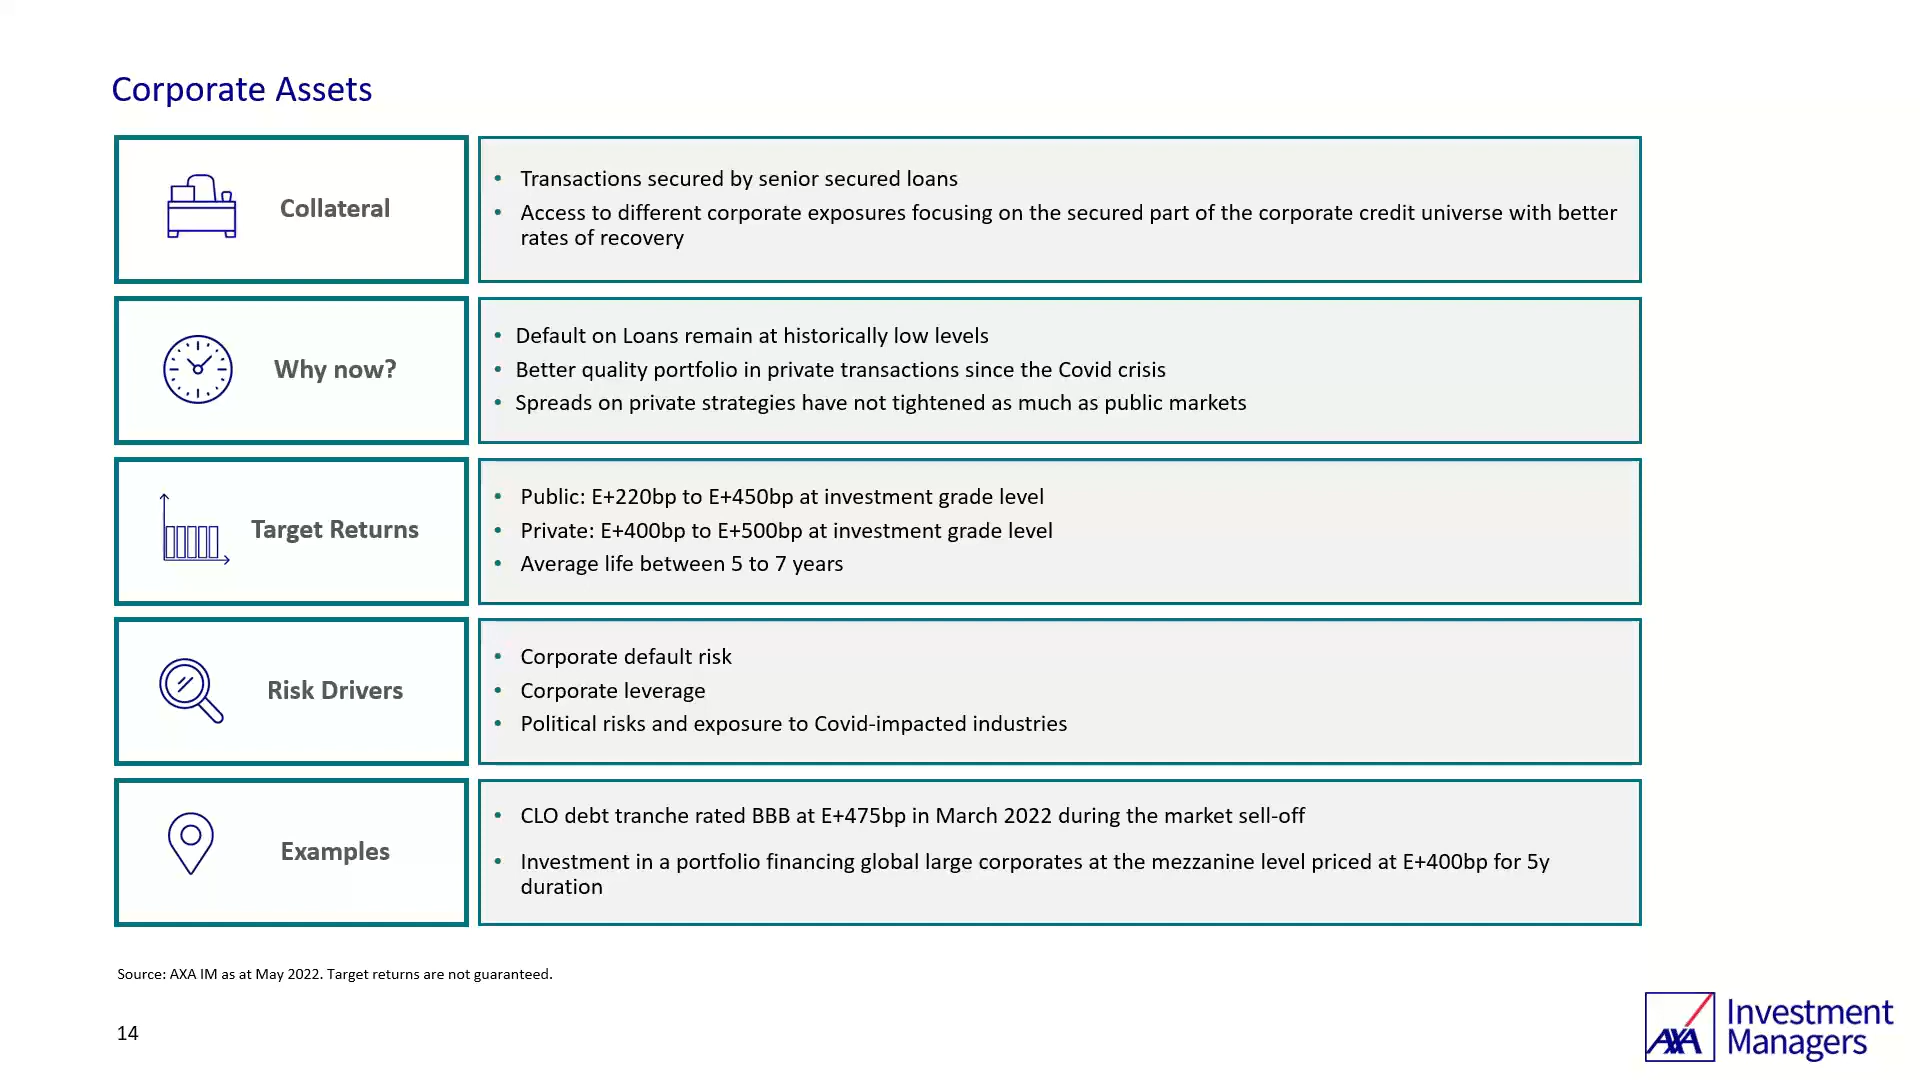 Corporate Assets
Collateral
• Transactions secured by senior secured loans
• Access to different corporate exposures focusing on the secured part of the corporate credit universe with better
rates of recovery
Why now?
• Default on Loans remain at historically low levels
• Better quality portfolio in private transactions since the Covid crisis
• Spreads on private strategies have not tightened as much as public markets
Target Returns
• Public: E+220bp to E+450bp at investment grade level
• Private: E+400bp to E+500bp at investment grade level
• Average life between 5 to 7 years
Risk Drivers
• Corporate default risk
• Corporate leverage
• Political risks and exposure to Covid-impacted industries
Examples
• CLO debt tranche rated BBB at E+475bp in March 2022 during the market sell-off
• Investment in a portfolio financing global large corporates at the mezzanine level priced at E+400bp for 5y
duration
Source: AXA IM as at May 2022. Target returns are not guaranteed.
14
AXA
Investment
Managers